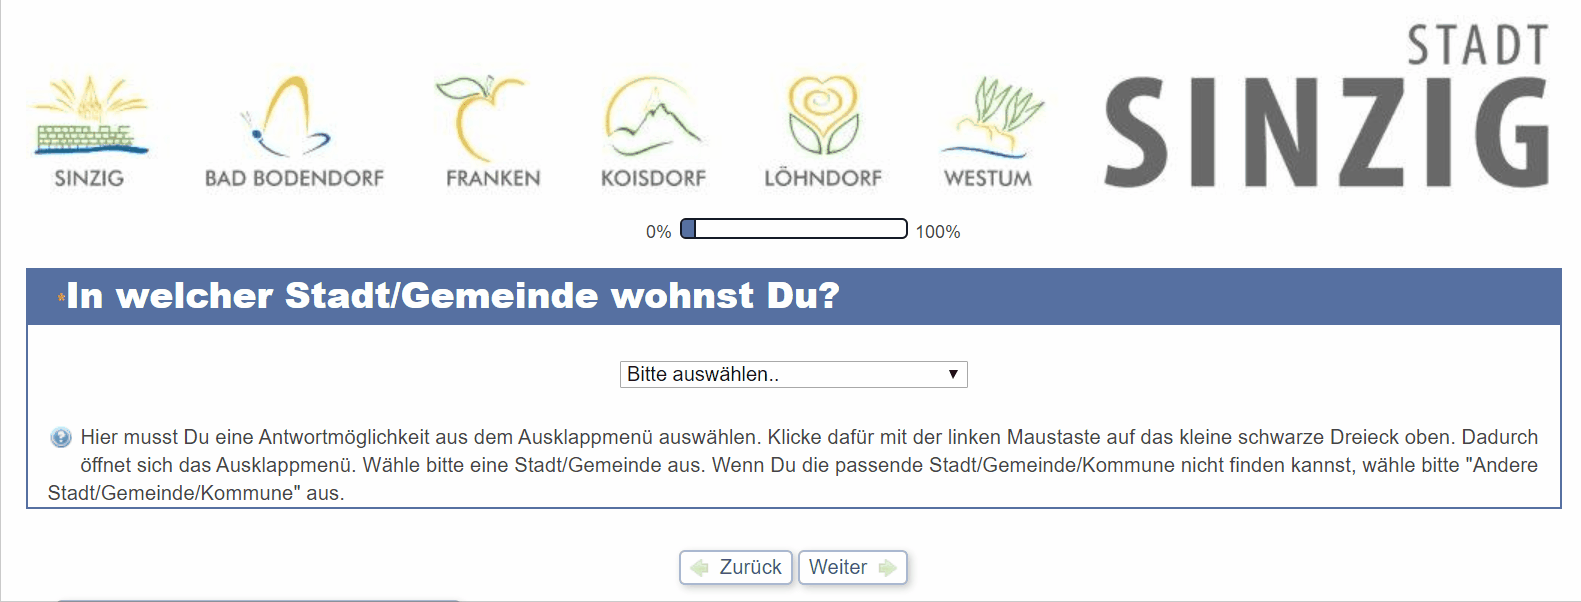 STADT
SINZIG
SINZIG
BAD BODENDORF
FRANKEN
KOISDORF
LÖHNDORF
WESTUM
0% 100%
*In welcher Stadt/Gemeinde wohnst Du?
Bitte auswählen..
Hier musst Du eine Antwortmöglichkeit aus dem Ausklappmenü auswählen. Klicke dafür mit der linken Maustaste auf das kleine schwarze Dreieck oben. Dadurch
öffnet sich das Ausklappmenü. Wähle bitte eine Stadt/Gemeinde aus. Wenn Du die passende Stadt/Gemeinde/Kommune nicht finden kannst, wähle bitte "Andere
Stadt/Gemeinde/Kommune" aus.
Zurück
Weiter